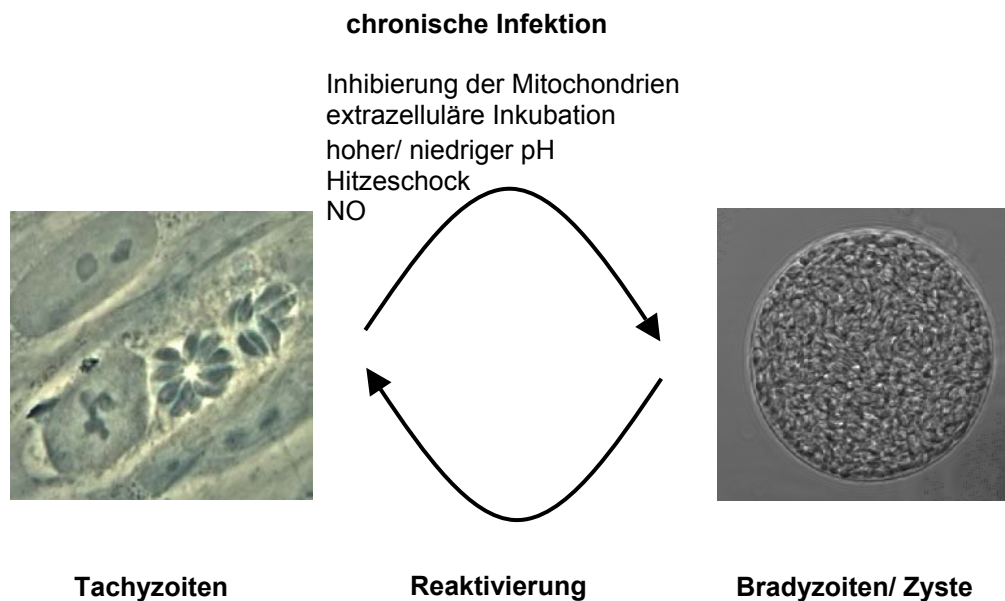 chronische Infektion
Inhibierung der Mitochondrien
extrazelluläre Inkubation
hoher/ niedriger pH
Hitzeschock
NO
Tachyzoiten
Reaktivierung
Bradyzoiten/ Zyste